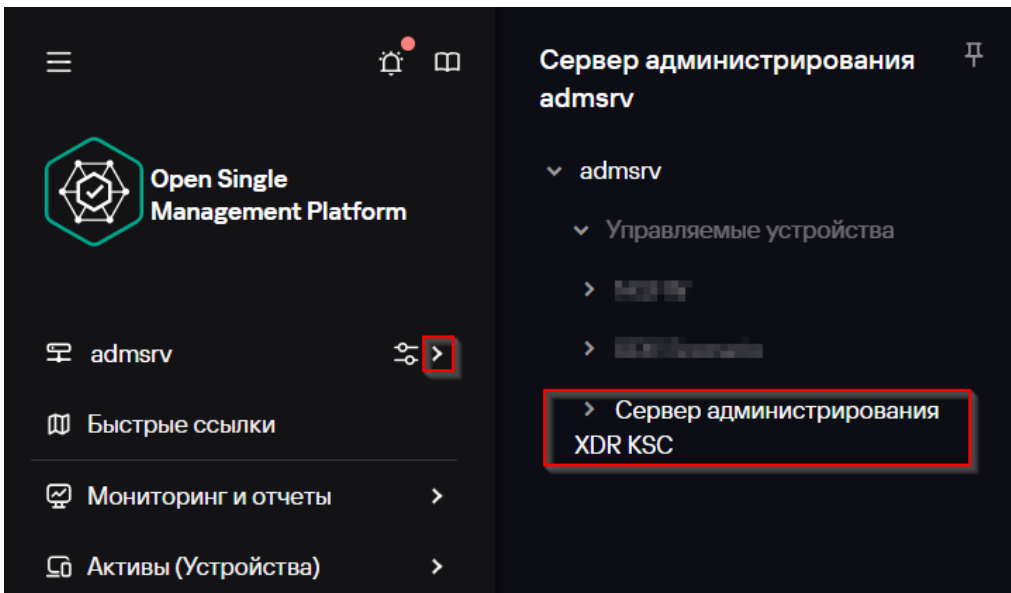 Open Single
Management Platform
admsrv
Быстрые ссылки
Мониторинг и отчеты
Активы (Устройства)
Сервер администрирования
admsrv
admsrv
Управляемые устройства
Сервер администрирования
XDR KSC